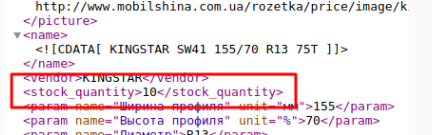 http://www.mobilshina.com.ua/rozetka/price/image/k
</picture>
<name>
<![CDATA[ KINGSTAR SW41 155/70 R13 75T ]]>
</name>
<vendor>KINGSTAR</vendor>
<stock_quantity>10</stock_quantity>
<param name="Ширина профиля" unit="мм">155</param>
<param name="Высота профиля" unit="%">70</param>
<param name="Диаметр">R13</param>